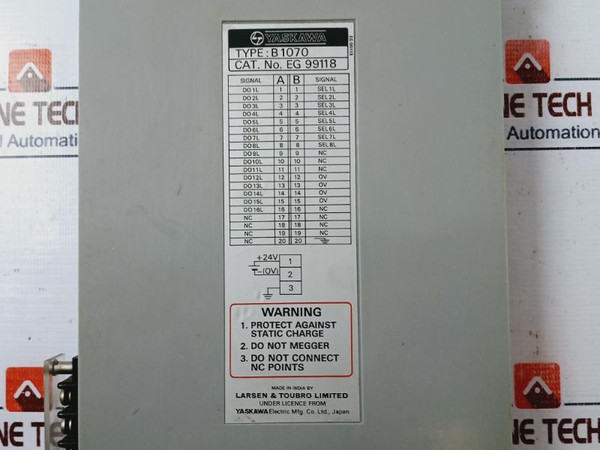 YASKAWA
TYPE: B1070
CAT. No. EG 99118
SIGNAL A B SIGNAL
DO1L 1 1 SEL1L
DO2L 2 2 SEL2L
DO3L 3 3 SEL3L
DO4L 4 4 SEL4L
DO5L 5 5 SEL5L
DO6L 6 6 SEL6L
DO7L 7 7 SEL7L
DO8L 8 8 SEL8L
DO9L 9 9 NC
DO10L 10 10 NC
DO11L 11 11 NC
DO12L 12 12 0V
DO13L 13 13 0V
DO14L 14 14 0V
DO15L 15 15 0V
DO16L 16 16 NC
NC 17 17 NC
NC 18 18 NC
NC 19 19 NC
NC 20 20
+24V 1
-(0V) 2
3
WARNING
1. PROTECT AGAINST
STATIC CHARGE
2. DO NOT MEGGER
3. DO NOT CONNECT
NC POINTS
MADE IN INDIA BY
LARSEN & TOUBRO LIMITED
UNDER LICENCE FROM
YASKAWA Electric Mfg. Co., Ltd., Japan
NE TECH
Automation
ONE TECH
Automation
NE TE